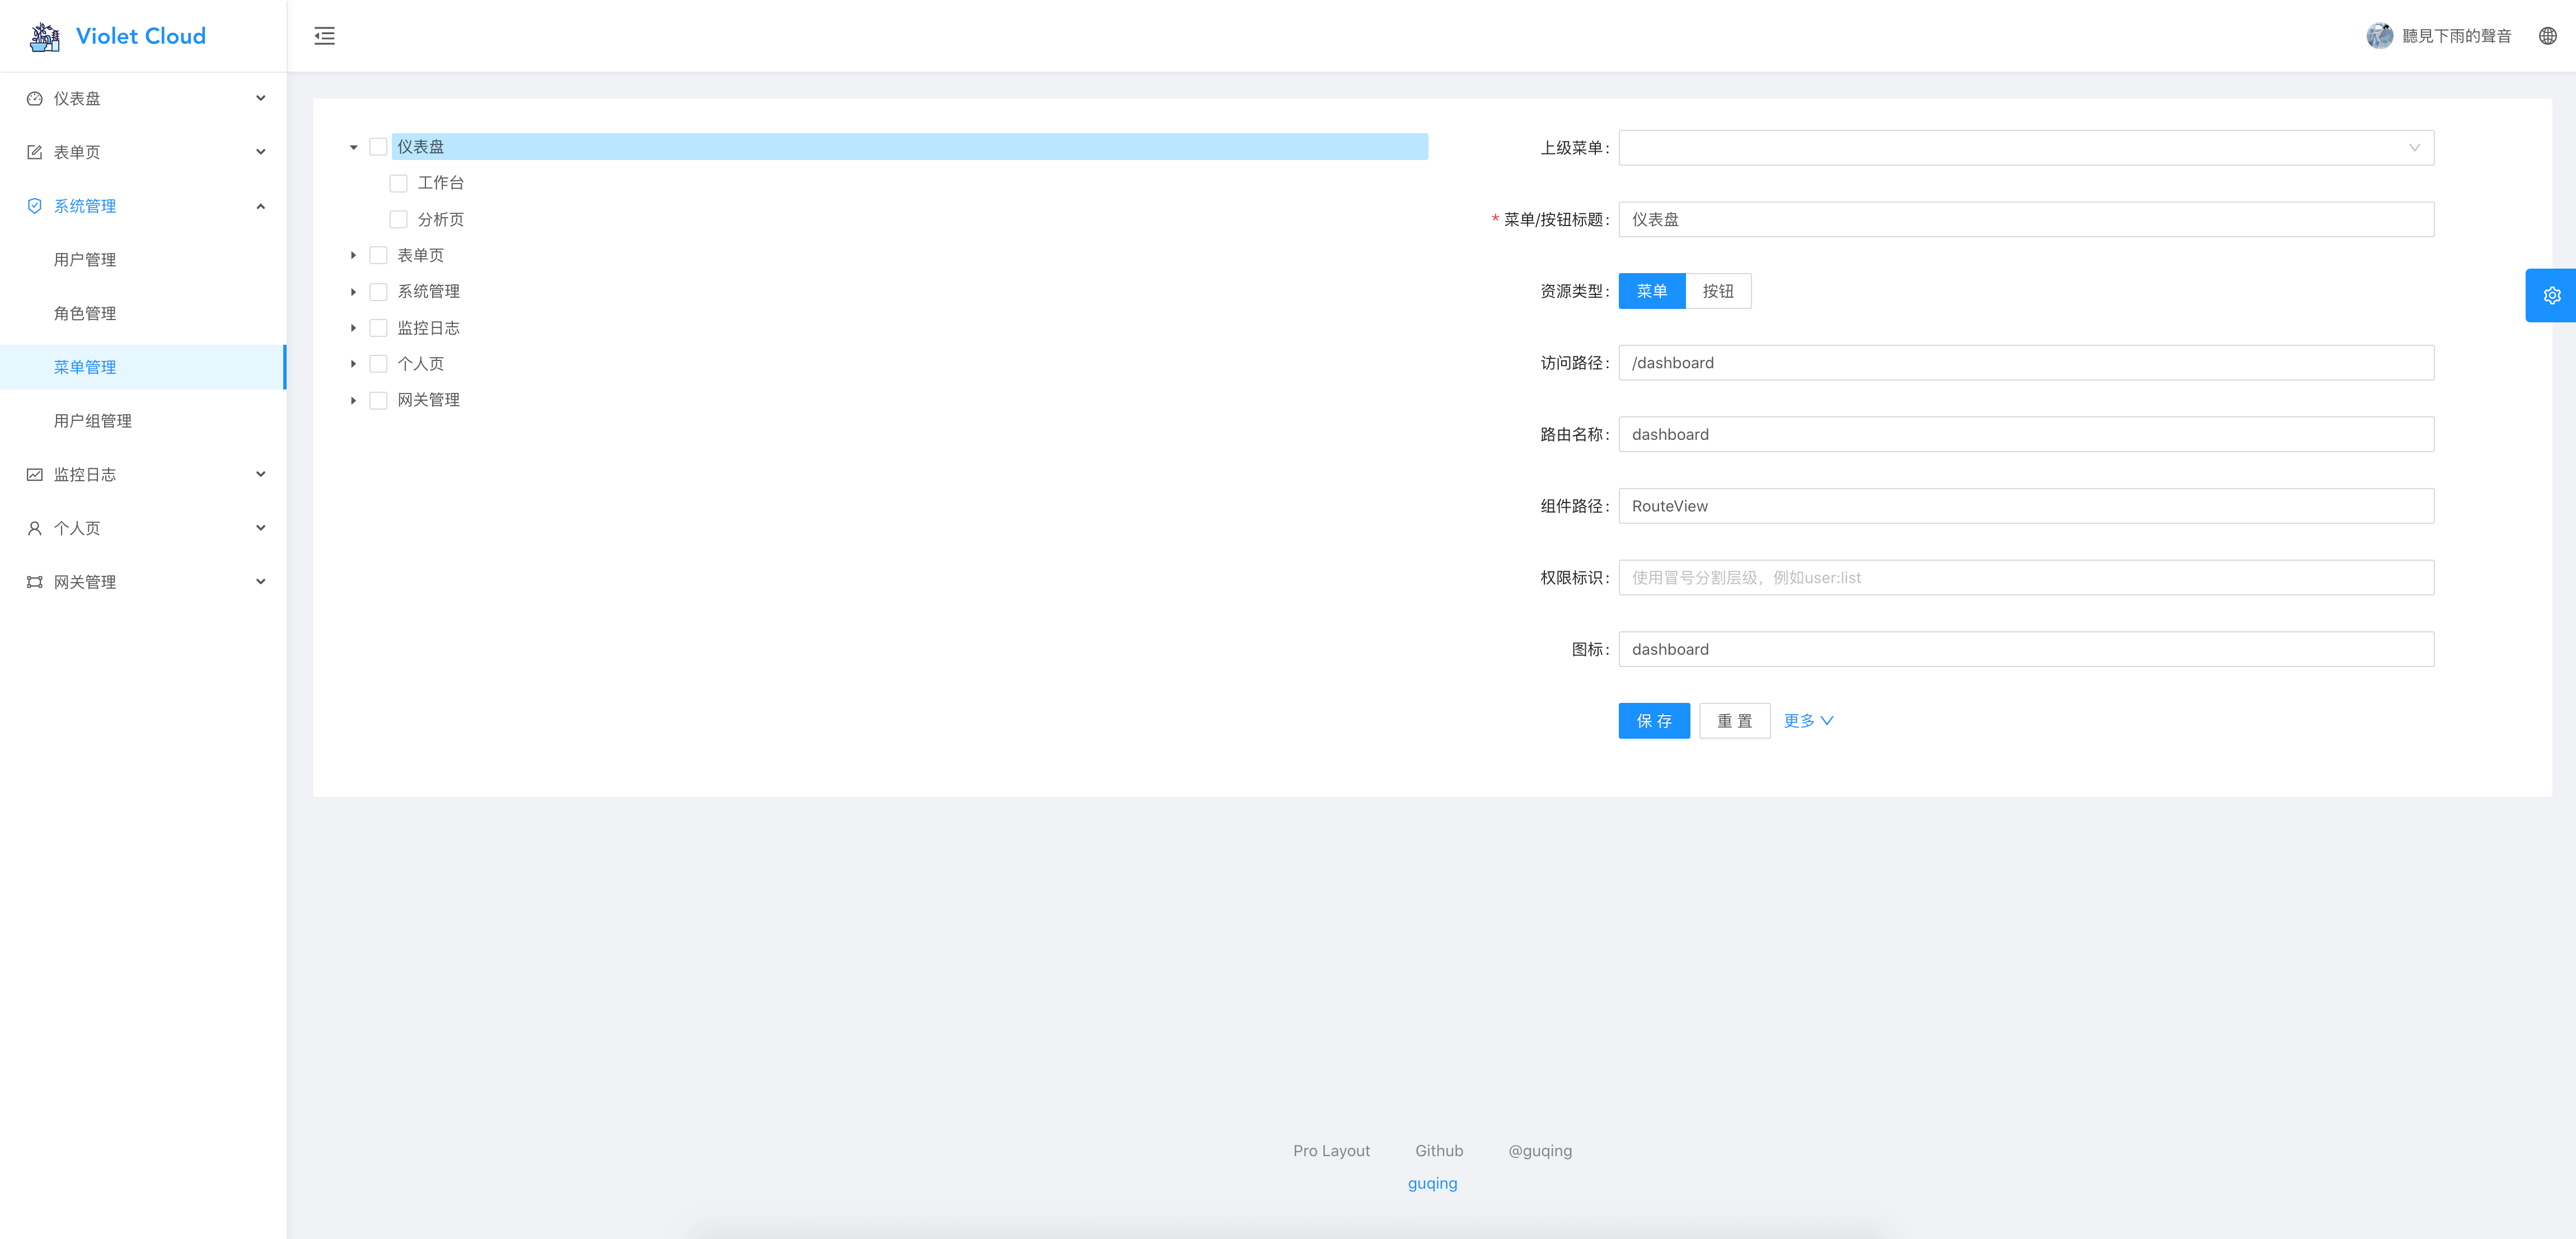 Violet Cloud
聽見下雨的聲音
仪表盘
表单页
系统管理
用户管理
角色管理
菜单管理
用户组管理
监控日志
个人页
网关管理
仪表盘
工作台
分析页
表单页
系统管理
监控日志
个人页
网关管理
上级菜单:
* 菜单/按钮标题: 仪表盘
资源类型: 菜单 按钮
访问路径: /dashboard
路由名称: dashboard
组件路径: RouteView
权限标识: 使用冒号分割层级，例如user:list
图标: dashboard
保 存 重 置 更多
Pro Layout Github @guqing
guqing